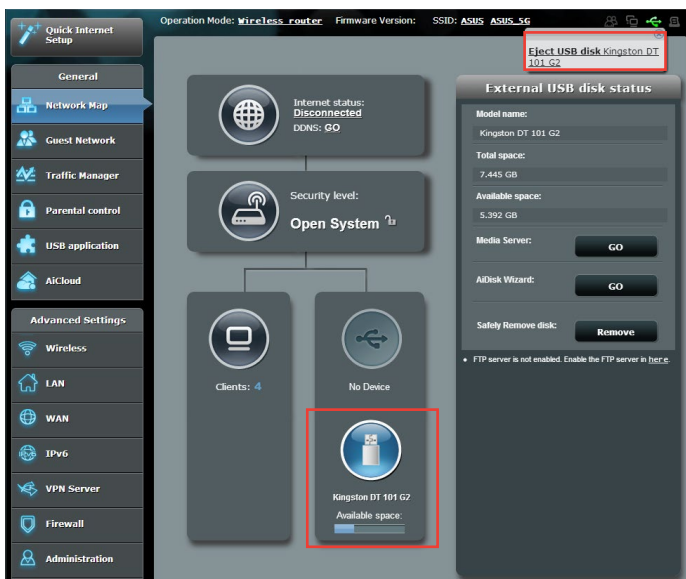 Quick Internet
Setup
Operation Mode: Wireless router Firmware Version: SSID: ASUS ASUS_5G
Eject USB disk Kingston DT
101 G2
General
Network Map
Guest Network
Traffic Manager
Parental control
USB application
AiCloud
Advanced Settings
Wireless
LAN
WAN
IPv6
VPN Server
Firewall
Administration
Internet status:
Disconnected
DDNS: GO
Security level:
Open System
Clients: 4
No Device
Kingston DT 101 G2
Available space:
External USB disk status
Model name:
Kingston DT 101 G2
Total space:
7.445 GB
Available space:
5.392 GB
Media Server: GO
AiDisk Wizard: GO
Safely Remove disk: Remove
• FTP server is not enabled. Enable the FTP server in here.